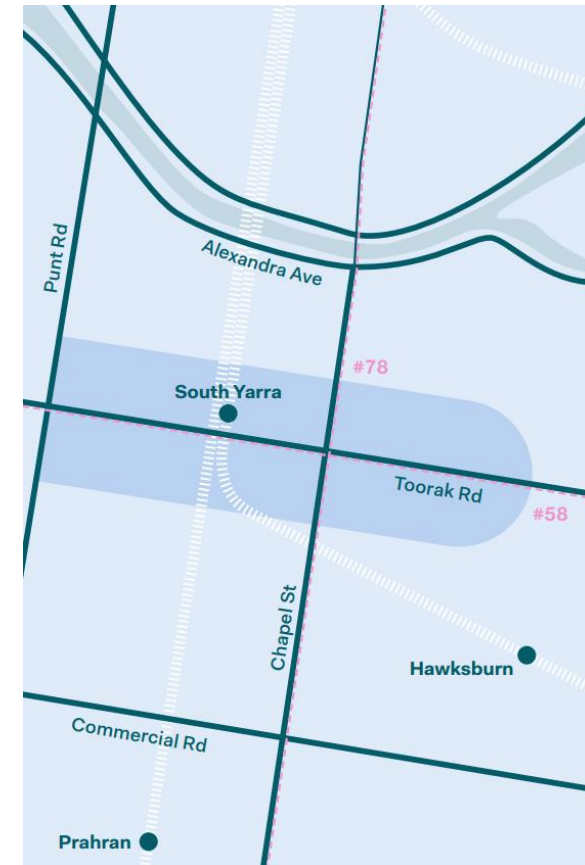 Punt Rd
Alexandra Ave
#78
South Yarra
Toorak Rd
#58
Chapel St
Hawksburn
Commercial Rd
Prahran